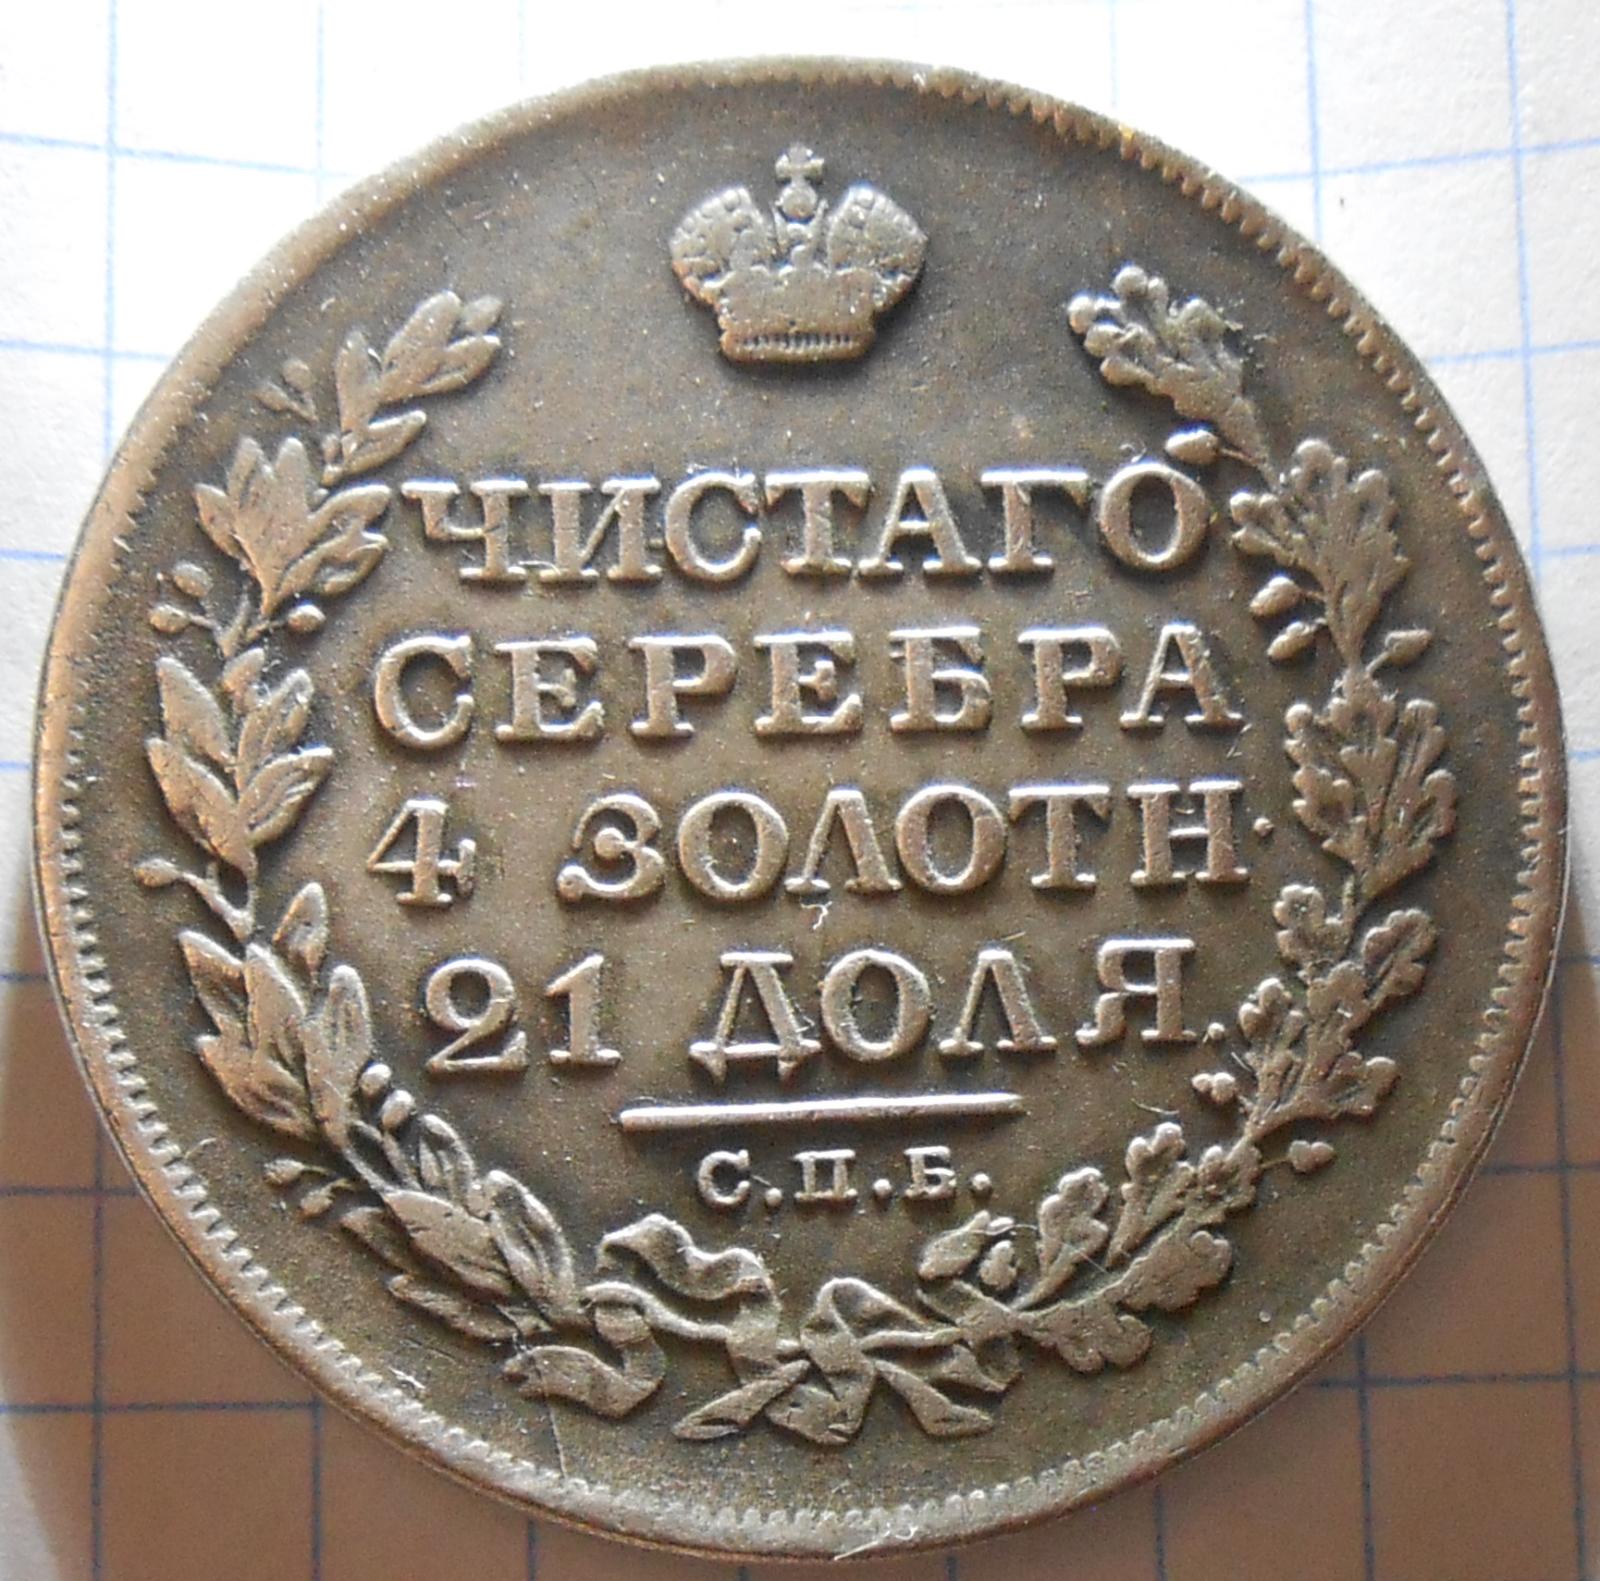 ЧИСТАГО
СЕРЕБРА
4 ЗОЛОТН.
21 ДОЛЯ.
С.П.Б.